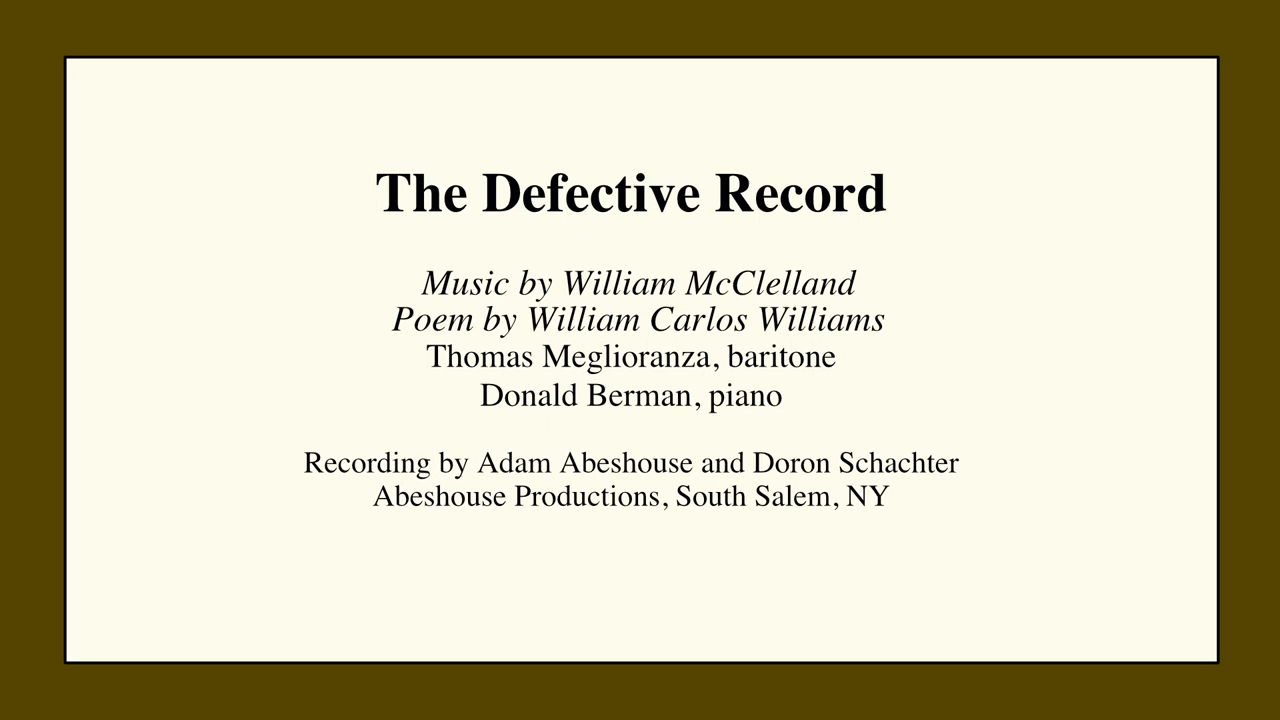 The Defective Record
Music by William McClelland
Poem by William Carlos Williams
Thomas Meglioranza, baritone
Donald Berman, piano
Recording by Adam Abeshouse and Doron Schachter
Abeshouse Productions, South Salem, NY